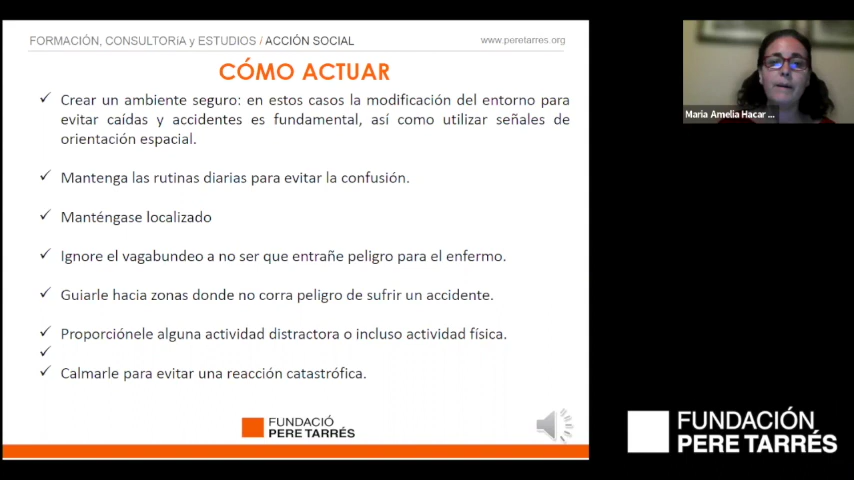 FORMACIÓN, CONSULTORíA y ESTUDIOS / ACCIÓN SOCIAL
www.peretarres.org
CÓMO ACTUAR
Crear un ambiente seguro: en estos casos la modificación del entorno para
evitar caídas y accidentes es fundamental, así como utilizar señales de
orientación espacial.
Mantenga las rutinas diarias para evitar la confusión.
Manténgase localizado
Ignore el vagabundeo a no ser que entrañe peligro para el enfermo.
Guiarle hacia zonas donde no corra peligro de sufrir un accidente.
Proporciónele alguna actividad distractora o incluso actividad física.
Calmarle para evitar una reacción catastrófica.
FUNDACIÓ
PERE TARRÉS
Maria Amelia Hacar ...
FUNDACIÓN
PERE TARRÉS